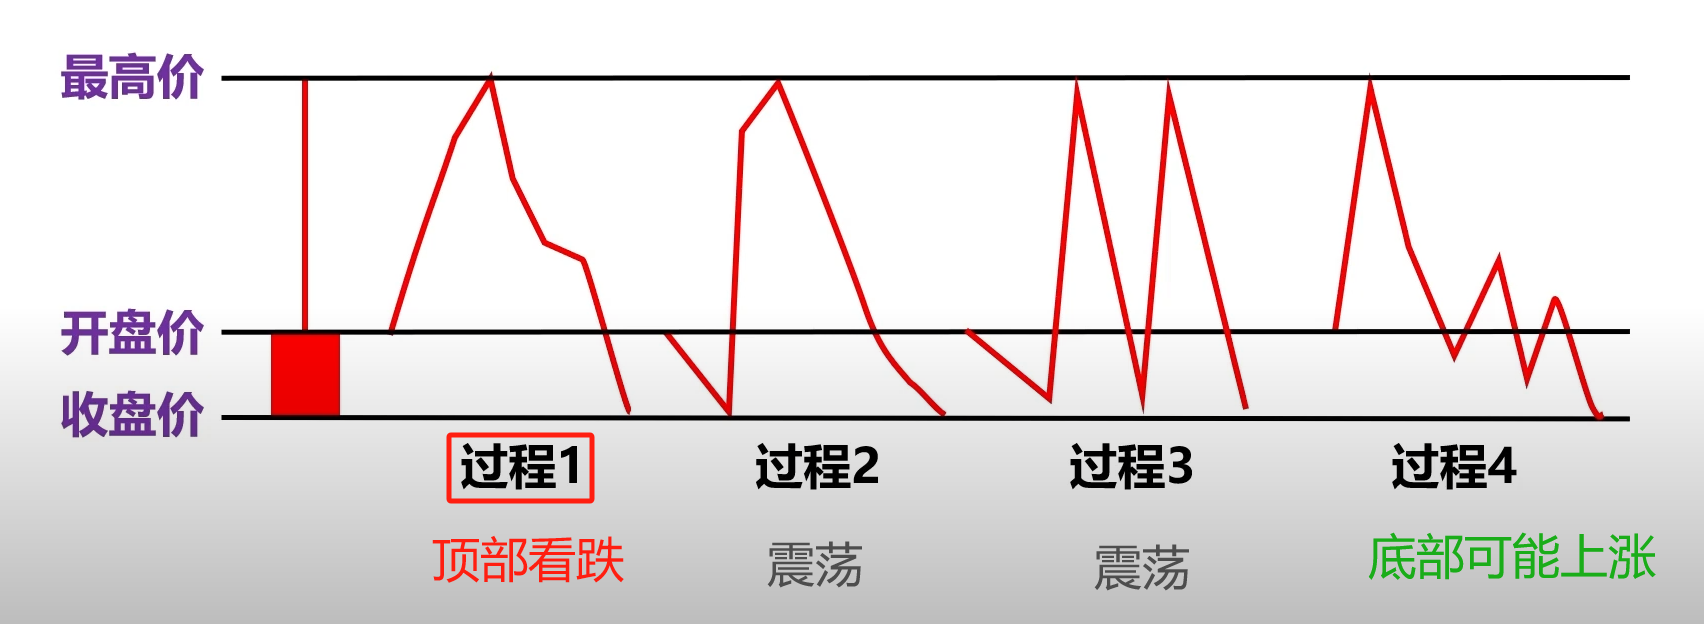 最高价
开盘价
收盘价
过程1 过程2 过程3 过程4
顶部看跌 震荡 震荡 底部可能上涨